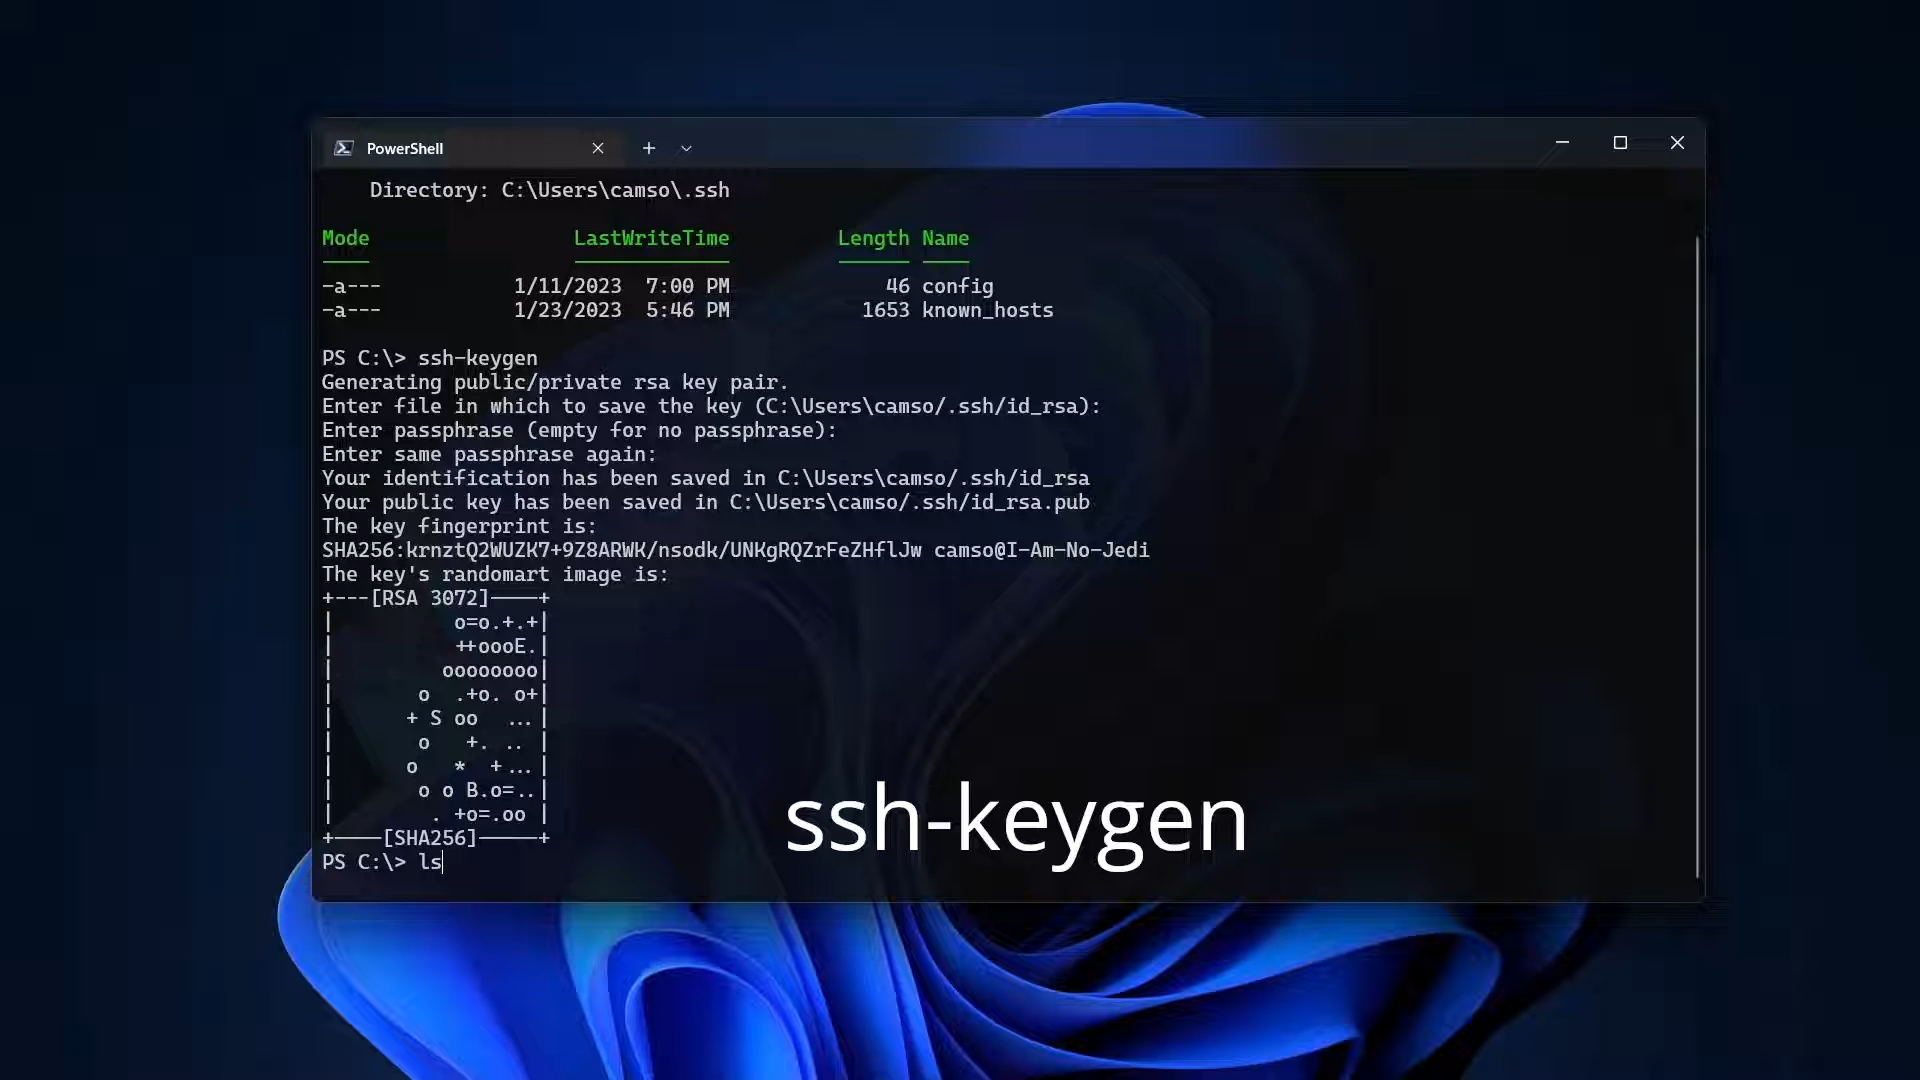 PowerShell
    Directory: C:\Users\camso\.ssh
Mode                 LastWriteTime         Length Name
-a---           1/11/2023  7:00 PM             46 config
-a---           1/23/2023  5:46 PM           1653 known_hosts
PS C:\> ssh-keygen
Generating public/private rsa key pair.
Enter file in which to save the key (C:\Users\camso/.ssh/id_rsa):
Enter passphrase (empty for no passphrase):
Enter same passphrase again:
Your identification has been saved in C:\Users\camso/.ssh/id_rsa
Your public key has been saved in C:\Users\camso/.ssh/id_rsa.pub
The key fingerprint is:
SHA256:krnztQ2WUZK7+9Z8ARWK/nsodk/UNKgRQZrFeZHflJw camso@I-Am-No-Jedi
The key's randomart image is:
+---[RSA 3072]----+
|          o=o.+.+|
|          ++oooE.|
|         oooooooo|
|       o  .+o. o+|
|      + S oo  ...|
|       o   +. .. |
|      o   *  +...|
|       o o B.o=..|
|        . +o=.oo |
+----[SHA256]-----+
PS C:\> ls
ssh-keygen